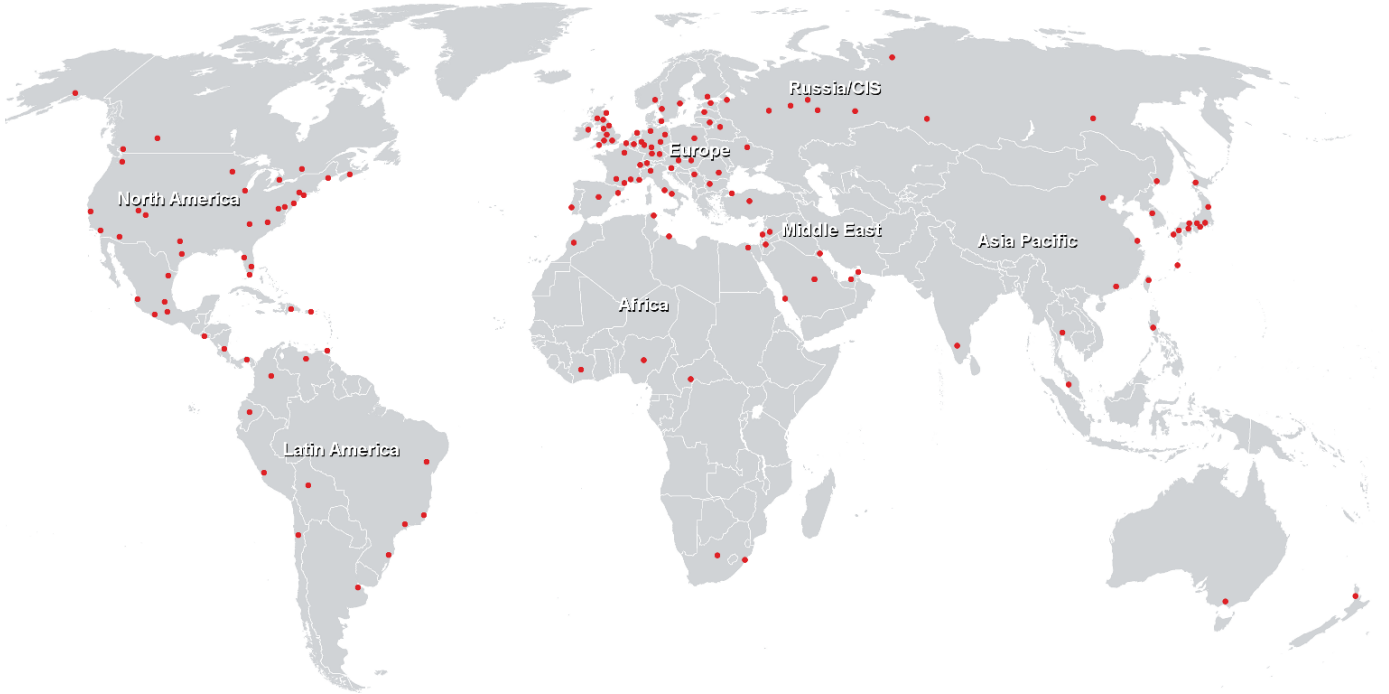 Russia/CIS
Europe
North America
Middle East
Asia Pacific
Africa
Latin America